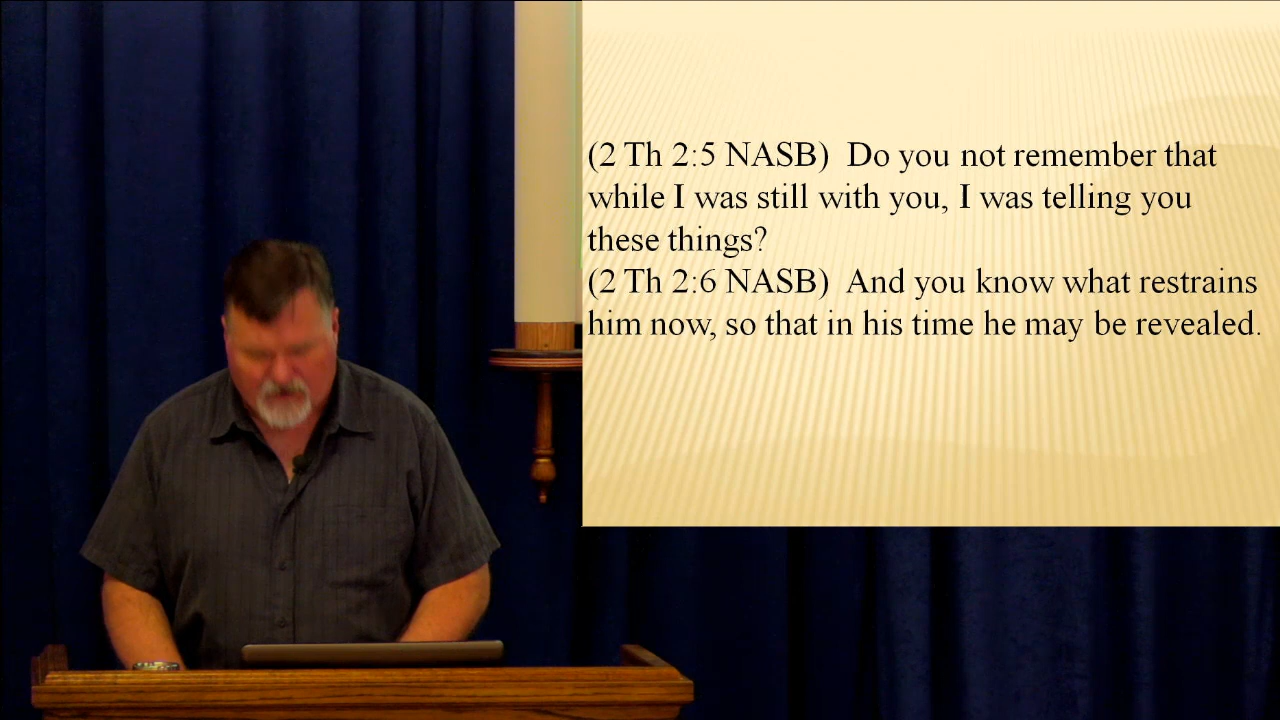 (2 Th 2:5 NASB)  Do you not remember that
while I was still with you, I was telling you
these things?
(2 Th 2:6 NASB)  And you know what restrains
him now, so that in his time he may be revealed.